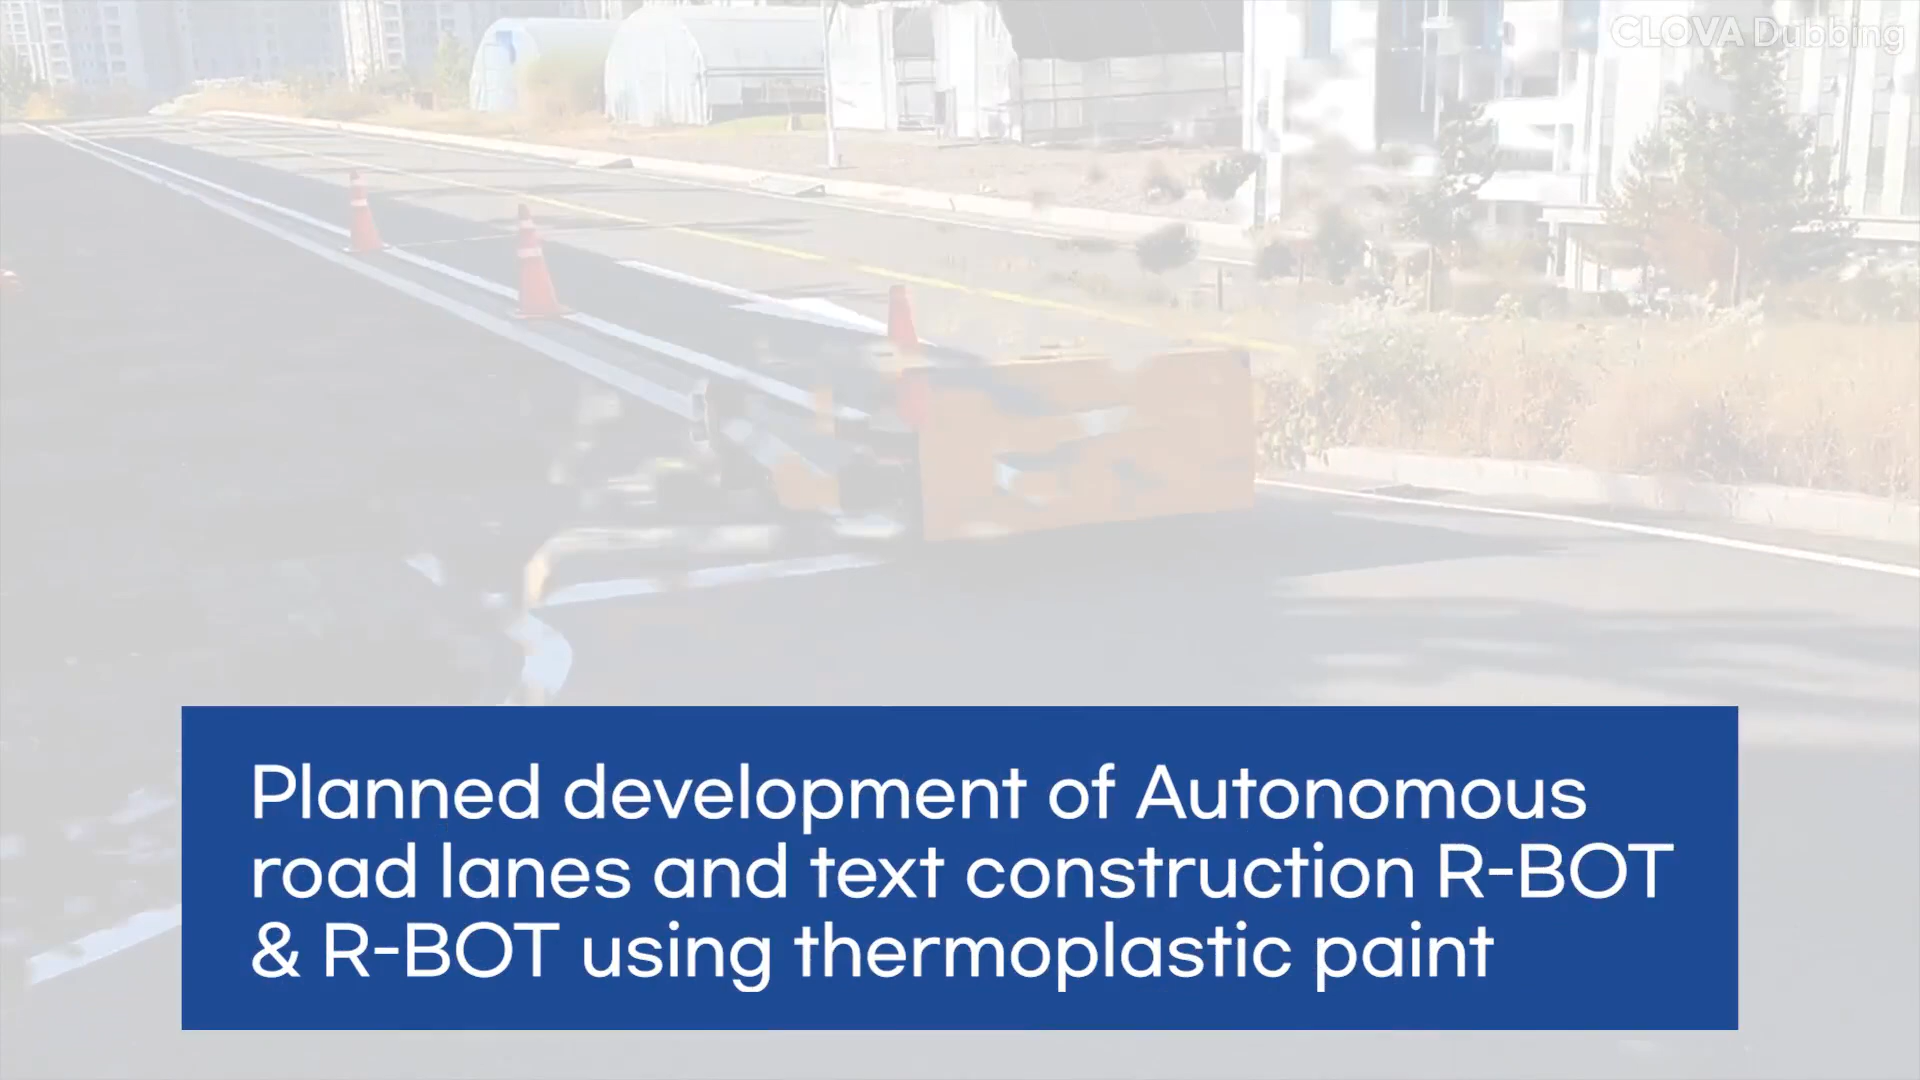 CLOVA Dubbing
Planned development of Autonomous
road lanes and text construction R-BOT
& R-BOT using thermoplastic paint